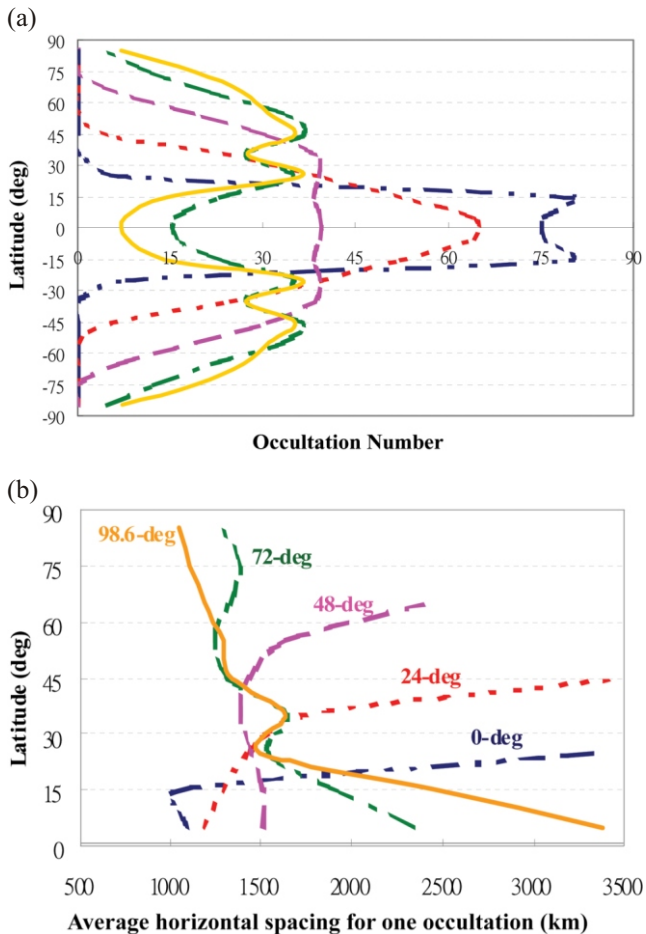 (a)
90
75
60
45
30
15
0
-15
-30
-45
-60
-75
-90
Latitude (deg)
0 15 30 45 60 75 90
Occultation Number
(b)
90
75
60
45
30
15
0
Latitude (deg)
98.6-deg
72-deg
48-deg
24-deg
0-deg
500 1000 1500 2000 2500 3000 3500
Average horizontal spacing for one occultation (km)